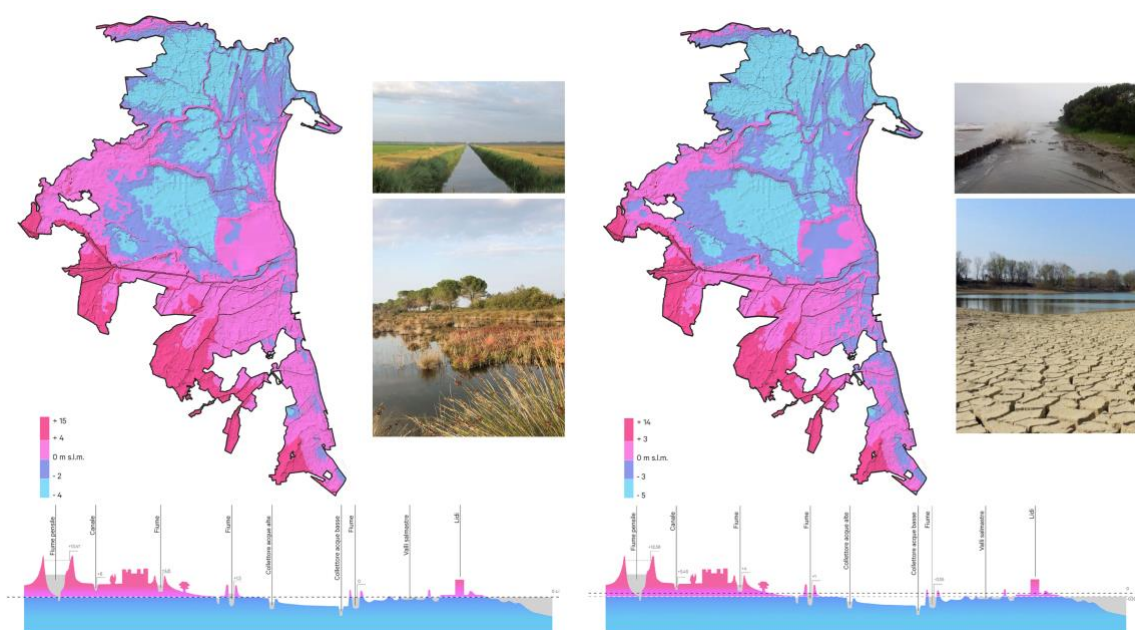 + 15
+ 4
0 m s.l.m.
- 2
- 4
Fiume pensile
Canale
Fiume
Fiume
Collettore acque alte
Collettore acque basse
Fiume
Valli salmastre
Lidi
+ 14
+ 3
0 m s.l.m.
- 3
- 5
Fiume pensile
Canale
Fiume
Fiume
Collettore acque alte
Collettore acque basse
Fiume
Valli salmastre
Lidi